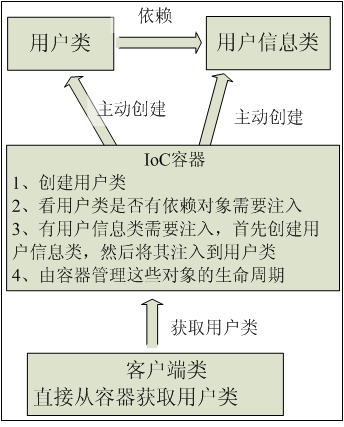 依赖
用户类
用户信息类
主动创建
主动创建
IoC容器
1、创建用户类
2、看用户类是否有依赖对象需要注入
3、有用户信息类需要注入，首先创建用
户信息类，然后将其注入到用户类
4、由容器管理这些对象的生命周期
获取用户类
客户端类
直接从容器获取用户类